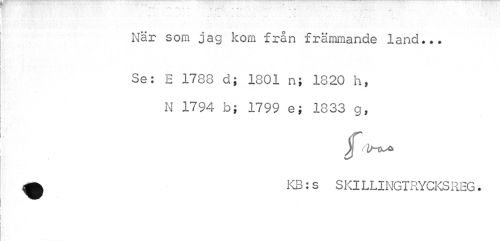 När som jag kom från främmande land...
Se: E 1788 d; 1801 n; 1820 h,
N 1794 b; 1799 e; 1833 g,
KB:s SKILLINGTRYCKSREG.